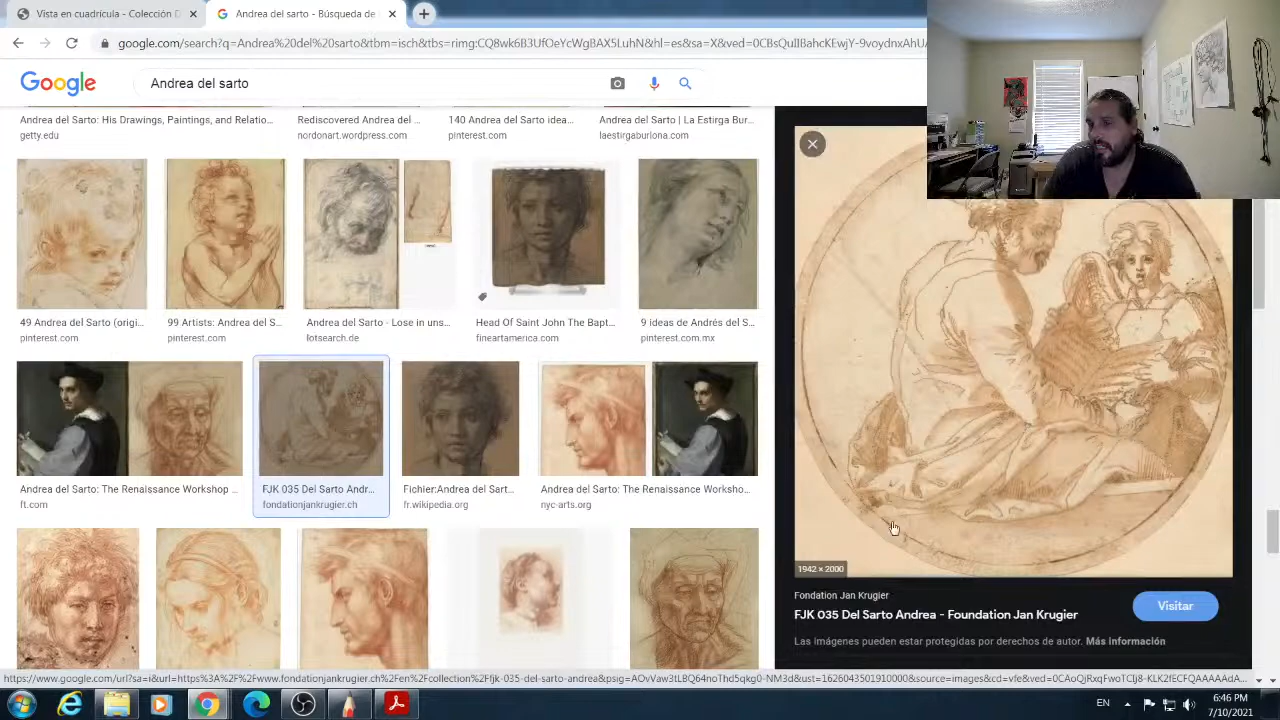 Vista en cuadrícula - Colección D
Andrea del sarto - Búsqueda de
google.com/search?q=Andrea%20del%20sarto&tbm=isch&tbs=rimg:CQ8wk6B3UfOeYcWgBAX5LuhN&hl=es&sa=X&ved=0CBsQuIIBahcKEwjY-9voydnxAhUA
Google
Andrea del sarto
Andrea del Sarto: His Drawings, Paintings, and Relatio...
getty.edu
Rediscovering Andrea del ...
nordonart.wordpress.com
140 Andrea del Sarto idea...
pinterest.com
Andrea del Sarto | La Estirga Bur...
laestirgaburlona.com
49 Andrea del Sarto (origi...
pinterest.com
99 Artists: Andrea del S...
pinterest.com
Andrea del Sarto - Lose in uns...
lotsearch.de
Head Of Saint John The Bapt...
fineartamerica.com
9 ideas de Andrés del S...
pinterest.com.mx
Andrea del Sarto: The Renaissance Workshop ...
ft.com
FJK 035 Del Sarto Andr...
fondationjankrugier.ch
Fichier:Andrea del Sart...
fr.wikipedia.org
Andrea del Sarto: The Renaissance Worksho...
nyc-arts.org
1942 × 2000
Fondation Jan Krugier
FJK 035 Del Sarto Andrea - Foundation Jan Krugier
Visitar
Las imágenes pueden estar protegidas por derechos de autor. Más información
EN
6:46 PM
7/10/2021